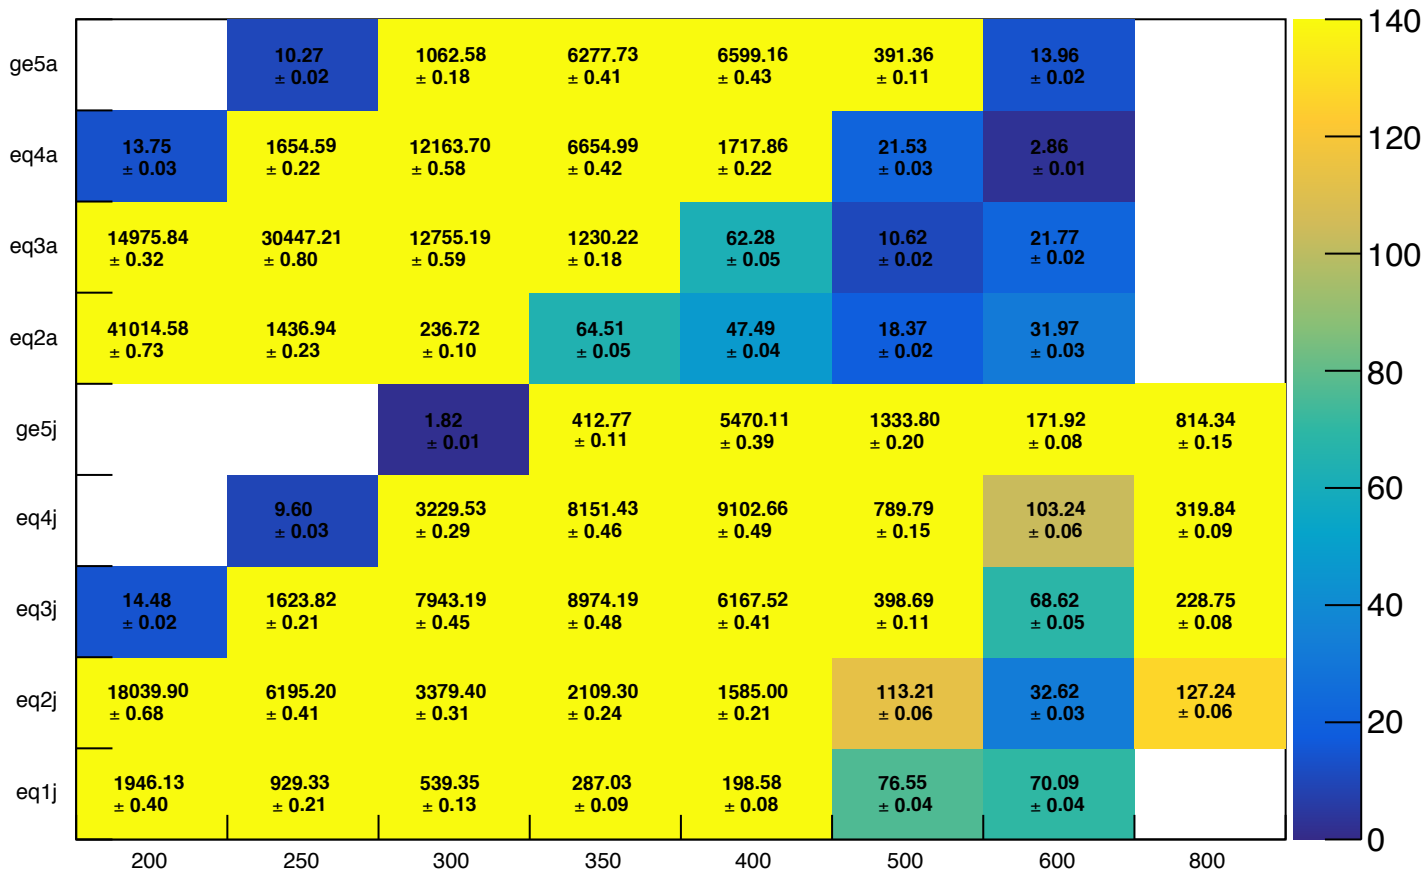 140
ge5a
10.27 1062.58 6277.73 6599.16 391.36 13.96
± 0.02 ± 0.18 ± 0.41 ± 0.43 ± 0.11 ± 0.02
120
eq4a
13.75 1654.59 12163.70 6654.99 1717.86 21.53 2.86
± 0.03 ± 0.22 ± 0.58 ± 0.42 ± 0.22 ± 0.03 ± 0.01
eq3a
14975.84 30447.21 12755.19 1230.22 62.28 10.62 21.77
± 0.32 ± 0.80 ± 0.59 ± 0.18 ± 0.05 ± 0.02 ± 0.02
100
eq2a
41014.58 1436.94 236.72 64.51 47.49 18.37 31.97
± 0.73 ± 0.23 ± 0.10 ± 0.05 ± 0.04 ± 0.02 ± 0.03
80
ge5j
1.82 412.77 5470.11 1333.80 171.92 814.34
± 0.01 ± 0.11 ± 0.39 ± 0.20 ± 0.08 ± 0.15
60
eq4j
9.60 3229.53 8151.43 9102.66 789.79 103.24 319.84
± 0.03 ± 0.29 ± 0.46 ± 0.49 ± 0.15 ± 0.06 ± 0.09
eq3j
14.48 1623.82 7943.19 8974.19 6167.52 398.69 68.62 228.75
± 0.02 ± 0.21 ± 0.45 ± 0.48 ± 0.41 ± 0.11 ± 0.05 ± 0.08
40
eq2j
18039.90 6195.20 3379.40 2109.30 1585.00 113.21 32.62 127.24
± 0.68 ± 0.41 ± 0.31 ± 0.24 ± 0.21 ± 0.06 ± 0.03 ± 0.06
20
eq1j
1946.13 929.33 539.35 287.03 198.58 76.55 70.09
± 0.40 ± 0.21 ± 0.13 ± 0.09 ± 0.08 ± 0.04 ± 0.04
0
200 250 300 350 400 500 600 800